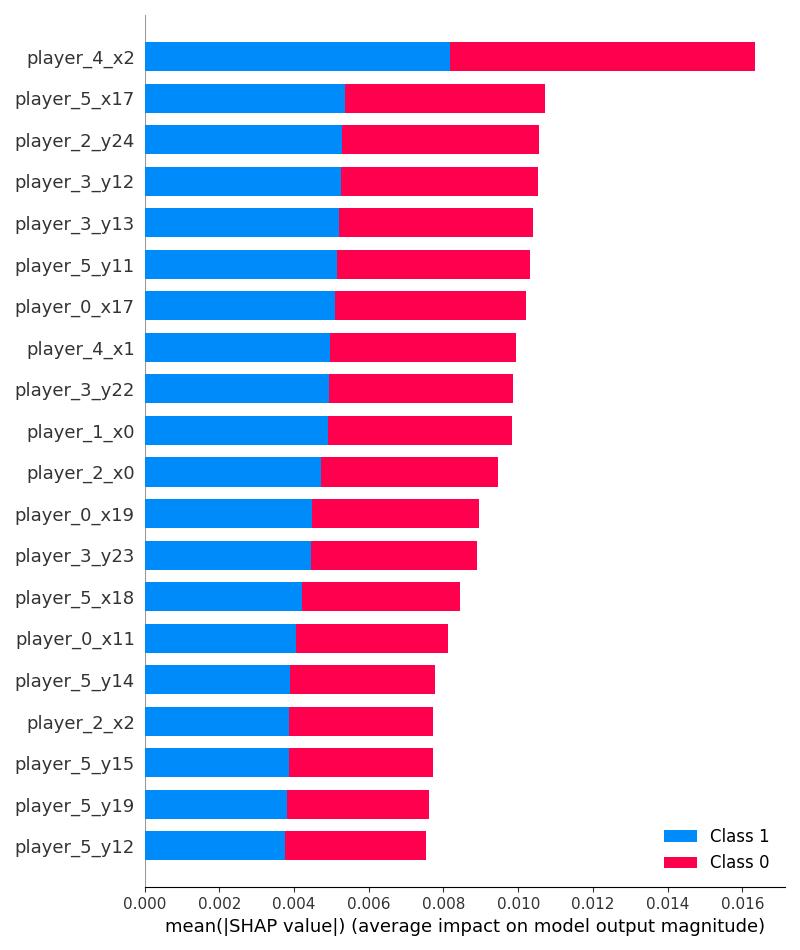 player_4_x2
player_5_x17
player_2_y24
player_3_y12
player_3_y13
player_5_y11
player_0_x17
player_4_x1
player_3_y22
player_1_x0
player_2_x0
player_0_x19
player_3_y23
player_5_x18
player_0_x11
player_5_y14
player_2_x2
player_5_y15
player_5_y19
player_5_y12
Class 1
Class 0
0.000 0.002 0.004 0.006 0.008 0.010 0.012 0.014 0.016
mean(|SHAP value|) (average impact on model output magnitude)